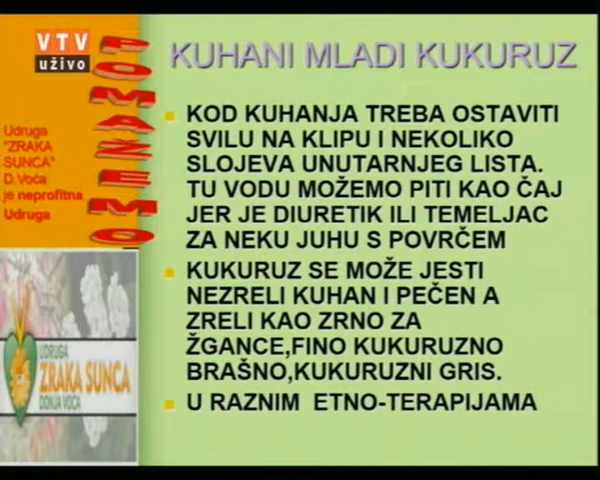 VTV
uživo
POMAŽEMO
Udruga
"ZRAKA
SUNCA"
D.Voća
je neprofitna
Udruga
UDRUGA
ZRAKA SUNCA
DONJA VOĆA
KUHANI MLADI KUKURUZ
KOD KUHANJA TREBA OSTAVITI
SVILU NA KLIPU I NEKOLIKO
SLOJEVA UNUTARNJEG LISTA.
TU VODU MOŽEMO PITI KAO ČAJ
JER JE DIURETIK ILI TEMELJAC
ZA NEKU JUHU S POVRČEM
KUKURUZ SE MOŽE JESTI
NEZRELI KUHAN I PEČEN A
ZRELI KAO ZRNO ZA
ŽGANCE,FINO KUKURUZNO
BRAŠNO,KUKURUZNI GRIS.
U RAZNIM ETNO-TERAPIJAMA